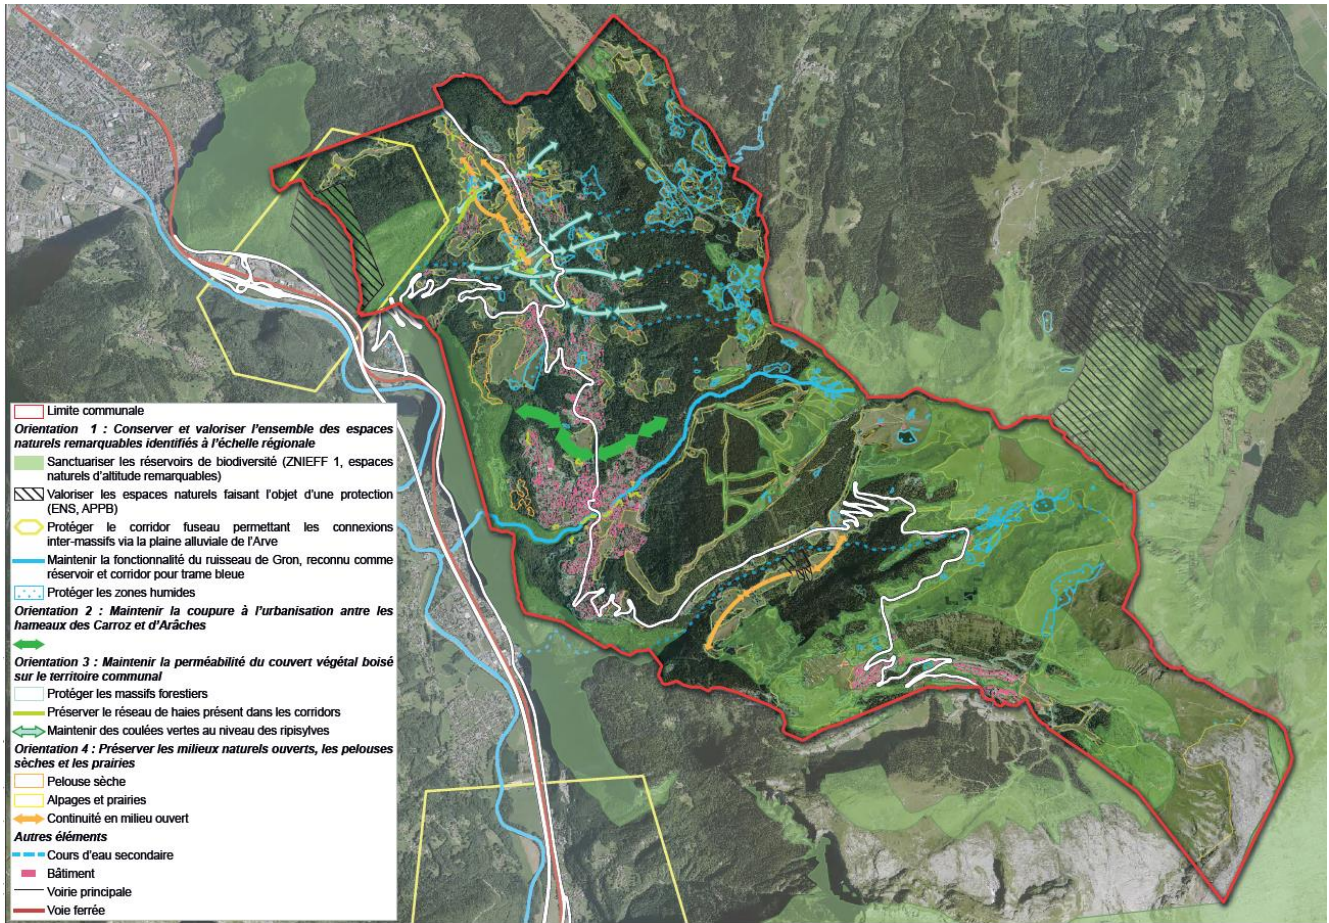 Limite communale
Orientation 1 : Conserver et valoriser l'ensemble des espaces
naturels remarquables identifiés à l'échelle régionale
Sanctuariser les réservoirs de biodiversité (ZNIEFF 1, espaces
naturels d'altitude remarquables)
Valoriser les espaces naturels faisant l'objet d'une protection
(ENS, APPB)
Protéger le corridor fuseau permettant les connexions
inter-massifs via la plaine alluviale de l'Arve
Maintenir la fonctionnalité du ruisseau de Gron, reconnu comme
réservoir et corridor pour trame bleue
Protéger les zones humides
Orientation 2 : Maintenir la coupure à l'urbanisation antre les
hameaux des Carroz et d'Arâches
Orientation 3 : Maintenir la perméabilité du couvert végétal boisé
sur le territoire communal
Protéger les massifs forestiers
Préserver le réseau de haies présent dans les corridors
Maintenir des coulées vertes au niveau des ripisylves
Orientation 4 : Préserver les milieux naturels ouverts, les pelouses
sèches et les prairies
Pelouse sèche
Alpages et prairies
Continuité en milieu ouvert
Autres éléments
Cours d'eau secondaire
Bâtiment
Voirie principale
Voie ferrée